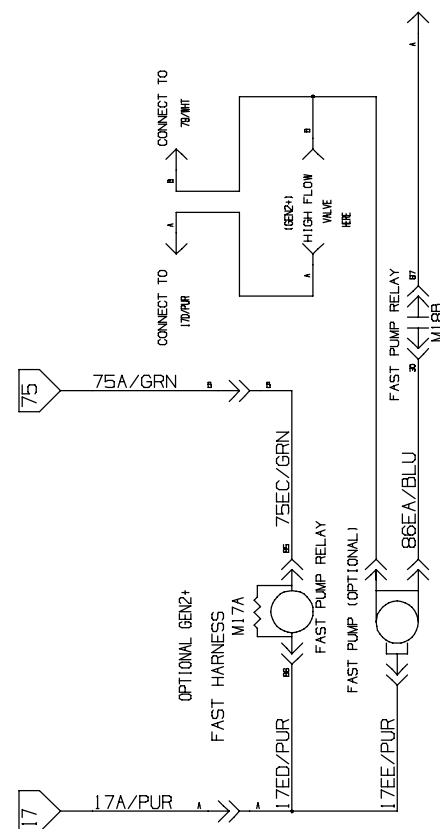 CONNECT TO
79/WHT
B
A
CONNECT TO
17D/PUR
(GEN2+)
HIGH FLOW
VALVE
HERE
B
A
A
75
75A/GRN
B
B
75EC/GRN
85
OPTIONAL GEN2+
FAST HARNESS
M17A
FAST PUMP RELAY
86
17ED/PUR
FAST PUMP RELAY
87
30
M18B
86EA/BLU
FAST PUMP (OPTIONAL)
17EE/PUR
17
17A/PUR
A
A